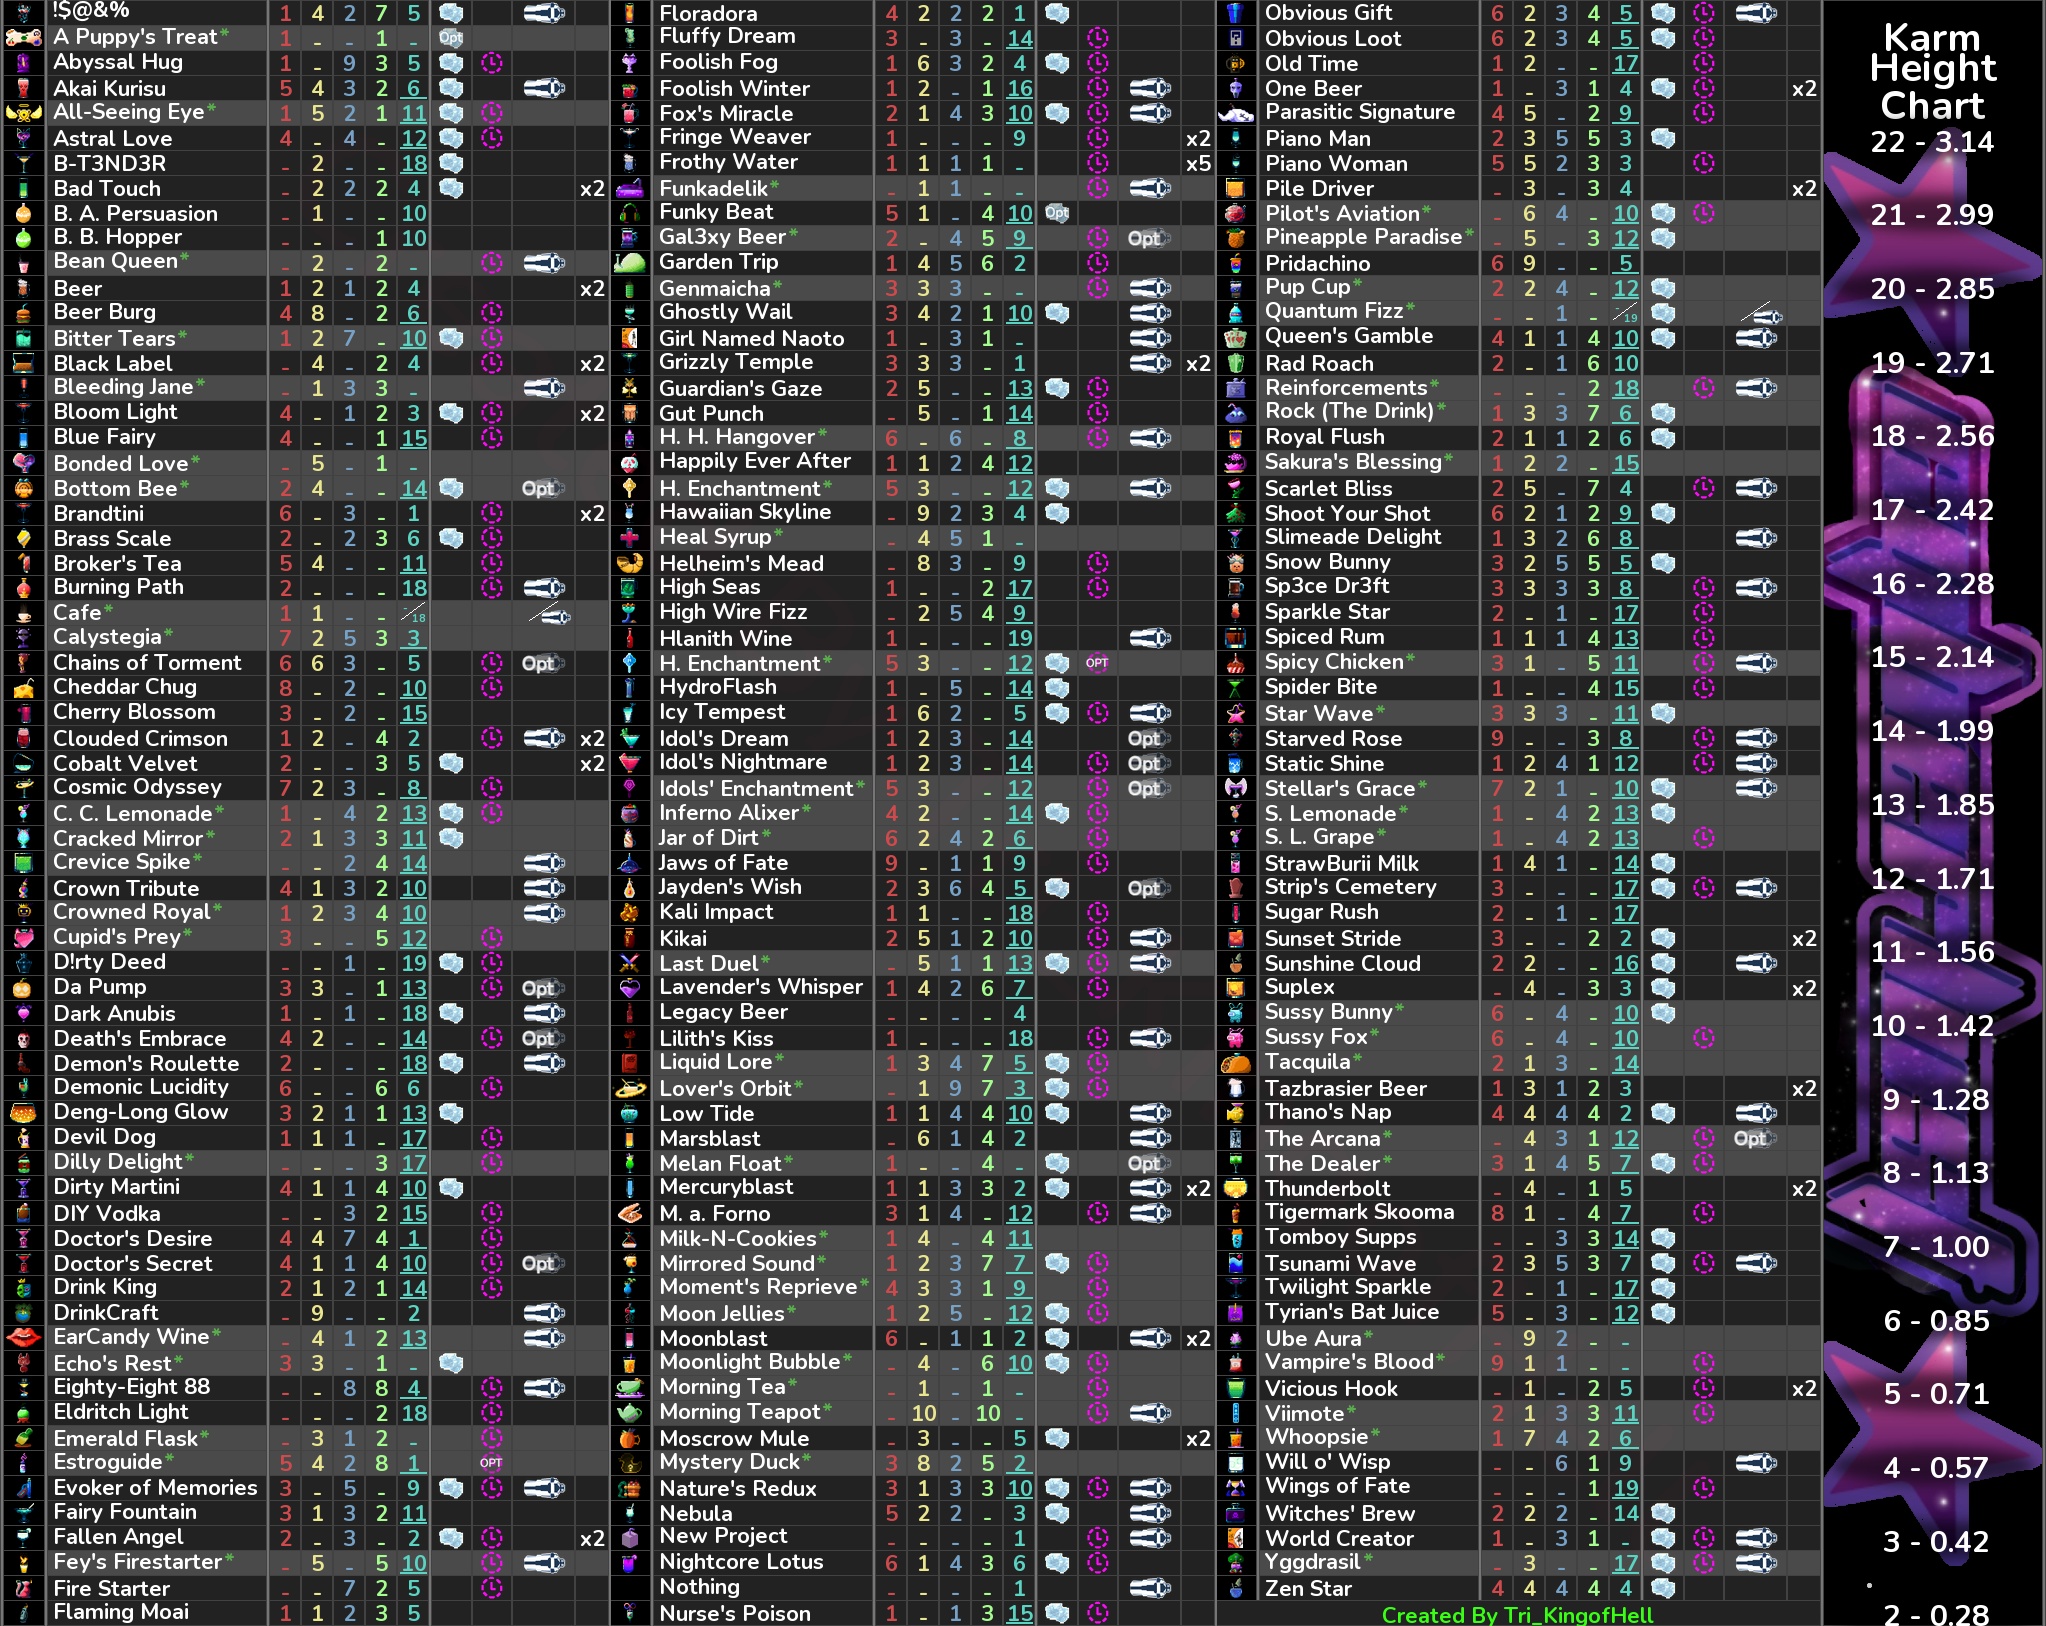 !$@&% 1 4 2 7 5
A Puppy's Treat* 1 - - 1 - Opt
Abyssal Hug 1 - 9 3 5
Akai Kurisu 5 4 3 2 6
All-Seeing Eye* 1 5 2 1 11
Astral Love 4 - 4 - 12
B-T3ND3R - 2 - - 18
Bad Touch - 2 2 2 4 x2
B. A. Persuasion - 1 - - 10
B. B. Hopper - - - 1 10
Bean Queen* - 2 - 2 -
Beer 1 2 1 2 4 x2
Beer Burg 4 8 - 2 6
Bitter Tears* 1 2 7 - 10
Black Label - 4 - 2 4 x2
Bleeding Jane* - 1 3 3 -
Bloom Light 4 - 1 2 3 x2
Blue Fairy 4 - - 1 15
Bonded Love* - 5 - 1 -
Bottom Bee* 2 4 - - 14 Opt
Brandtini 6 - 3 - 1 x2
Brass Scale 2 - 2 3 6
Broker's Tea 5 4 - - 11
Burning Path 2 - - - 18
Cafe* 1 1 - - -/18
Calystegia* 7 2 5 3 3
Chains of Torment 6 6 3 - 5 Opt
Cheddar Chug 8 - 2 - 10
Cherry Blossom 3 - 2 - 15
Clouded Crimson 1 2 - 4 2 x2
Cobalt Velvet 2 - - 3 5 x2
Cosmic Odyssey 7 2 3 - 8
C. C. Lemonade* 1 - 4 2 13
Cracked Mirror* 2 1 3 3 11
Crevice Spike* - - 2 4 14
Crown Tribute 4 1 3 2 10
Crowned Royal* 1 2 3 4 10
Cupid's Prey* 3 - - 5 12
D!rty Deed - - 1 - 19
Da Pump 3 3 - 1 13 Opt
Dark Anubis 1 - 1 - 18
Death's Embrace 4 2 - - 14 Opt
Demon's Roulette 2 - - - 18
Demonic Lucidity 6 - - 6 6
Deng-Long Glow 3 2 1 1 13
Devil Dog 1 1 1 - 17
Dilly Delight* - - - 3 17
Dirty Martini 4 1 1 4 10
DIY Vodka - - 3 2 15
Doctor's Desire 4 4 7 4 1
Doctor's Secret 4 1 1 4 10 Opt
Drink King 2 1 2 1 14
DrinkCraft - 9 - - 2
EarCandy Wine* - 4 1 2 13
Echo's Rest* 3 3 - 1 -
Eighty-Eight 88 - - 8 8 4
Eldritch Light - - - 2 18
Emerald Flask* - 3 1 2 -
Estroguide* 5 4 2 8 1 OPT
Evoker of Memories 3 - 5 - 9
Fairy Fountain 3 1 3 2 11
Fallen Angel 2 - 3 - 2 x2
Fey's Firestarter* - 5 - 5 10
Fire Starter - - 7 2 5
Flaming Moai 1 1 2 3 5
Floradora 4 2 2 2 1
Fluffy Dream 3 - 3 - 14
Foolish Fog 1 6 3 2 4
Foolish Winter 1 2 - 1 16
Fox's Miracle 2 1 4 3 10
Fringe Weaver 1 - - - 9 x2
Frothy Water 1 1 1 1 - x5
Funkadelik* - 1 1 - -
Funky Beat 5 1 - 4 10 Opt
Gal3xy Beer* 2 - 4 5 9 Opt
Garden Trip 1 4 5 6 2
Genmaicha* 3 3 3 - -
Ghostly Wail 3 4 2 1 10
Girl Named Naoto 1 - 3 1 -
Grizzly Temple 3 3 3 - 1 x2
Guardian's Gaze 2 5 - - 13
Gut Punch - 5 - 1 14
H. H. Hangover* 6 - 6 - 8
Happily Ever After 1 1 2 4 12
H. Enchantment* 5 3 - - 12
Hawaiian Skyline - 9 2 3 4
Heal Syrup* - 4 5 1 -
Helheim's Mead - 8 3 - 9
High Seas 1 - - 2 17
High Wire Fizz - 2 5 4 9
Hlanith Wine 1 - - - 19
H. Enchantment* 5 3 - - 12 OPT
HydroFlash 1 - 5 - 14
Icy Tempest 1 6 2 - 5
Idol's Dream 1 2 3 - 14 Opt
Idol's Nightmare 1 2 3 - 14 Opt
Idols' Enchantment* 5 3 - - 12 Opt
Inferno Alixer* 4 2 - - 14
Jar of Dirt* 6 2 4 2 6
Jaws of Fate 9 - 1 1 9
Jayden's Wish 2 3 6 4 5 Opt
Kali Impact 1 1 - - 18
Kikai 2 5 1 2 10
Last Duel* - 5 1 1 13
Lavender's Whisper 1 4 2 6 7
Legacy Beer - - - - 4
Lilith's Kiss 1 - - - 18
Liquid Lore* 1 3 4 7 5
Lover's Orbit* - 1 9 7 3
Low Tide 1 1 4 4 10
Marsblast - 6 1 4 2
Melan Float* 1 - - 4 - Opt
Mercuryblast 1 1 3 3 2 x2
M. a. Forno 3 1 4 - 12
Milk-N-Cookies* 1 4 - 4 11
Mirrored Sound* 1 2 3 7 7
Moment's Reprieve* 4 3 3 1 9
Moon Jellies* 1 2 5 - 12
Moonblast 6 - 1 1 2 x2
Moonlight Bubble* - 4 - 6 10
Morning Tea* - 1 - 1 -
Morning Teapot* - 10 - 10 -
Moscrow Mule - 3 - - 5 x2
Mystery Duck* 3 8 2 5 2
Nature's Redux 3 1 3 3 10
Nebula 5 2 2 - 3
New Project - - - - 1
Nightcore Lotus 6 1 4 3 6
Nothing - - - - 1
Nurse's Poison 1 - 1 3 15
Obvious Gift 6 2 3 4 5
Obvious Loot 6 2 3 4 5
Old Time 1 2 - - 17
One Beer 1 - 3 1 4 x2
Parasitic Signature 4 5 - 2 9
Piano Man 2 3 5 5 3
Piano Woman 5 5 2 3 3
Pile Driver - 3 - 3 4 x2
Pilot's Aviation* - 6 4 - 10
Pineapple Paradise* - 5 - 3 12
Pridachino 6 9 - - 5
Pup Cup* 2 2 4 - 12
Quantum Fizz* - - 1 - -/19
Queen's Gamble 4 1 1 4 10
Rad Roach 2 - 1 6 10
Reinforcements* - - - 2 18
Rock (The Drink)* 1 3 3 7 6
Royal Flush 2 1 1 2 6
Sakura's Blessing* 1 2 2 - 15
Scarlet Bliss 2 5 - 7 4
Shoot Your Shot 6 2 1 2 9
Slimeade Delight 1 3 2 6 8
Snow Bunny 3 2 5 5 5
Sp3ce Dr3ft 3 3 3 3 8
Sparkle Star 2 - 1 - 17
Spiced Rum 1 1 1 4 13
Spicy Chicken* 3 1 - 5 11
Spider Bite 1 - - 4 15
Star Wave* 3 3 3 - 11
Starved Rose 9 - - 3 8
Static Shine 1 2 4 1 12
Stellar's Grace* 7 2 1 - 10
S. Lemonade* 1 - 4 2 13
S. L. Grape* 1 - 4 2 13
StrawBurii Milk 1 4 1 - 14
Strip's Cemetery 3 - - - 17
Sugar Rush 2 - 1 - 17
Sunset Stride 3 - - 2 2 x2
Sunshine Cloud 2 2 - - 16
Suplex - 4 - 3 3 x2
Sussy Bunny* 6 - 4 - 10
Sussy Fox* 6 - 4 - 10
Tacquila* 2 1 3 - 14
Tazbrasier Beer 1 3 1 2 3 x2
Thano's Nap 4 4 4 4 2
The Arcana* - 4 3 1 12 Opt
The Dealer* 3 1 4 5 7
Thunderbolt - 4 - 1 5 x2
Tigermark Skooma 8 1 - 4 7
Tomboy Supps - - 3 3 14
Tsunami Wave 2 3 5 3 7
Twilight Sparkle 2 - 1 - 17
Tyrian's Bat Juice 5 - 3 - 12
Ube Aura* - 9 2 - -
Vampire's Blood* 9 1 1 - -
Vicious Hook - 1 - 2 5 x2
Viimote* 2 1 3 3 11
Whoopsie* 1 7 4 2 6
Will o' Wisp - - 6 1 9
Wings of Fate - - - 1 19
Witches' Brew 2 2 2 - 14
World Creator 1 - 3 1 -
Yggdrasil* - 3 - - 17
Zen Star 4 4 4 4 4
Created By Tri_KingofHell
Karm
Height
Chart
22 - 3.14
21 - 2.99
20 - 2.85
19 - 2.71
18 - 2.56
17 - 2.42
16 - 2.28
15 - 2.14
14 - 1.99
13 - 1.85
12 - 1.71
11 - 1.56
10 - 1.42
9 - 1.28
8 - 1.13
7 - 1.00
6 - 0.85
5 - 0.71
4 - 0.57
3 - 0.42
2 - 0.28